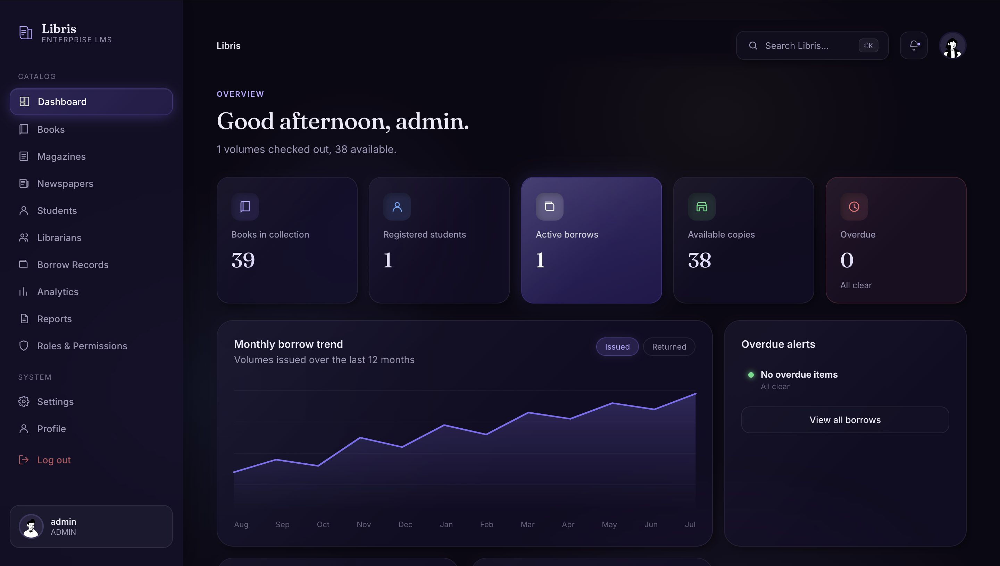 Libris
ENTERPRISE LMS
CATALOG
Dashboard
Books
Magazines
Newspapers
Students
Librarians
Borrow Records
Analytics
Reports
Roles & Permissions
SYSTEM
Settings
Profile
Log out
admin
ADMIN
Libris
Search Libris...
⌘K
OVERVIEW
Good afternoon, admin.
1 volumes checked out, 38 available.
Books in collection
39
Registered students
1
Active borrows
1
Available copies
38
Overdue
0
All clear
Monthly borrow trend
Volumes issued over the last 12 months
Issued
Returned
Aug Sep Oct Nov Dec Jan Feb Mar Apr May Jun Jul
Overdue alerts
No overdue items
All clear
View all borrows